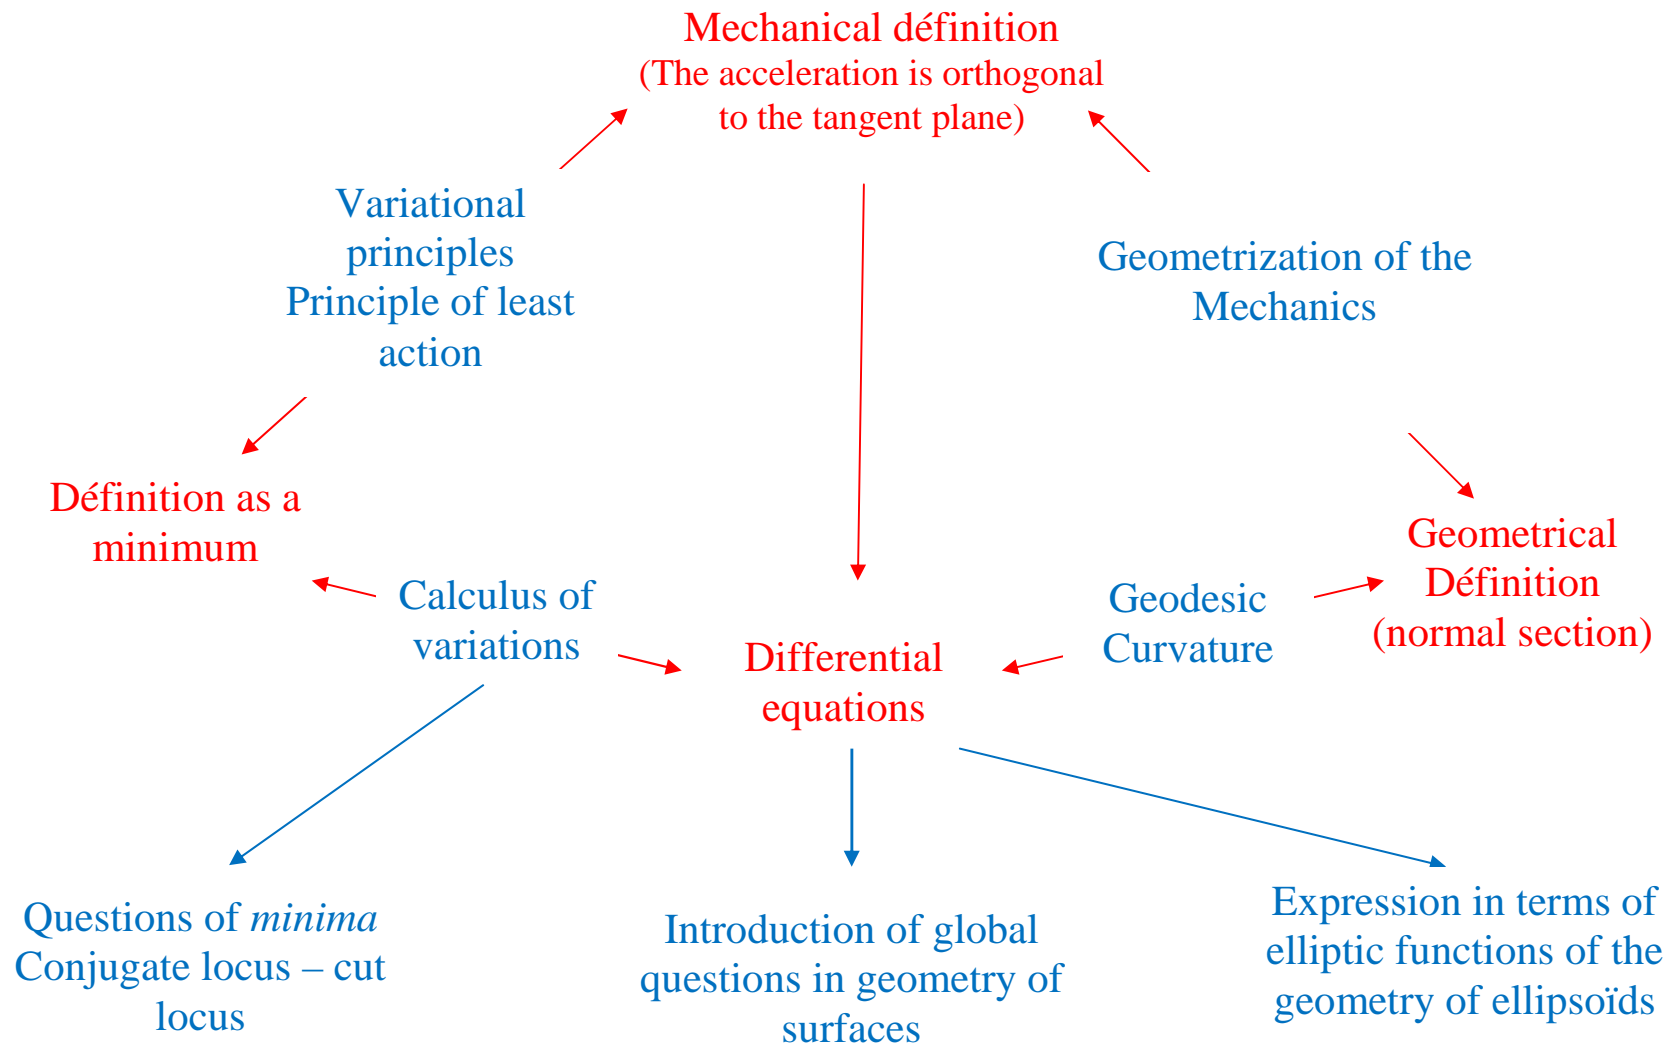 Mechanical définition
(The acceleration is orthogonal
to the tangent plane)
Variational
principles
Principle of least
action
Geometrization of the
Mechanics
Définition as a
minimum
Calculus of
variations
Differential
equations
Geodesic
Curvature
Geometrical
Définition
(normal section)
Questions of minima
Conjugate locus – cut
locus
Introduction of global
questions in geometry of
surfaces
Expression in terms of
elliptic functions of the
geometry of ellipsoïds